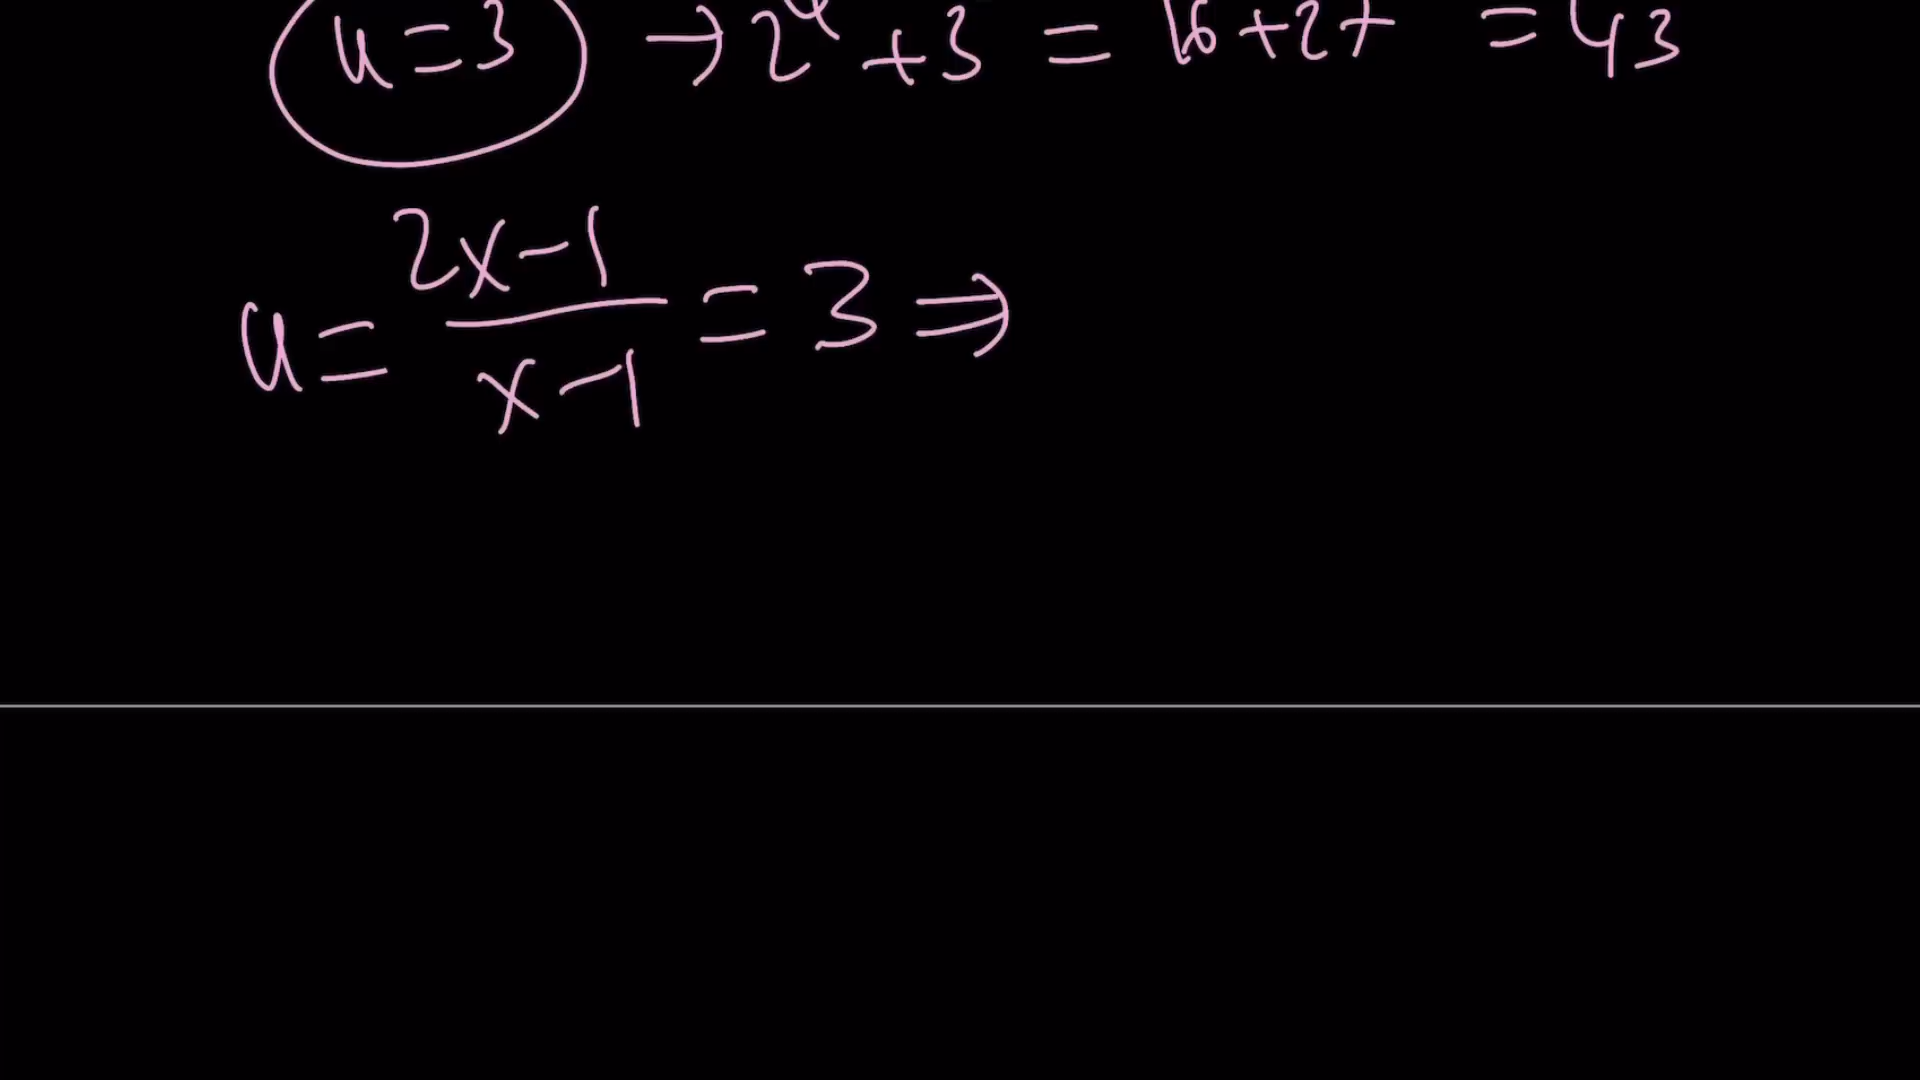 u=3 → 2⁴ + 3 = 16+27 = 43
u = (2x-1)/(x-1) = 3 ⇒